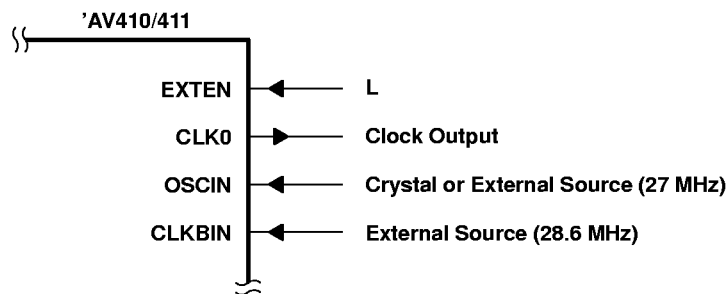 'AV410/411
EXTEN L
CLK0 Clock Output
OSCIN Crystal or External Source (27 MHz)
CLKBIN External Source (28.6 MHz)